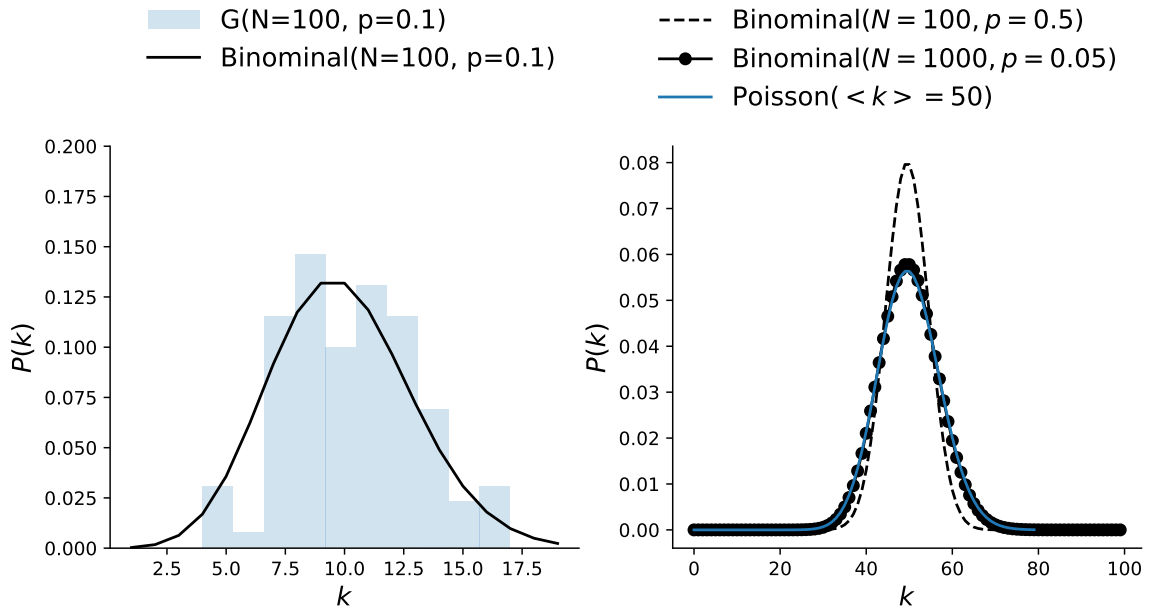 G(N=100, p=0.1)
Binominal(N=100, p=0.1)
0.200
0.175
0.150
0.125
0.100
0.075
0.050
0.025
0.000
P(k)
2.5 5.0 7.5 10.0 12.5 15.0 17.5
k
Binominal(N = 100, p = 0.5)
Binominal(N = 1000, p = 0.05)
Poisson( < k > = 50)
0.08
0.07
0.06
0.05
0.04
0.03
0.02
0.01
0.00
P(k)
0 20 40 60 80 100
k